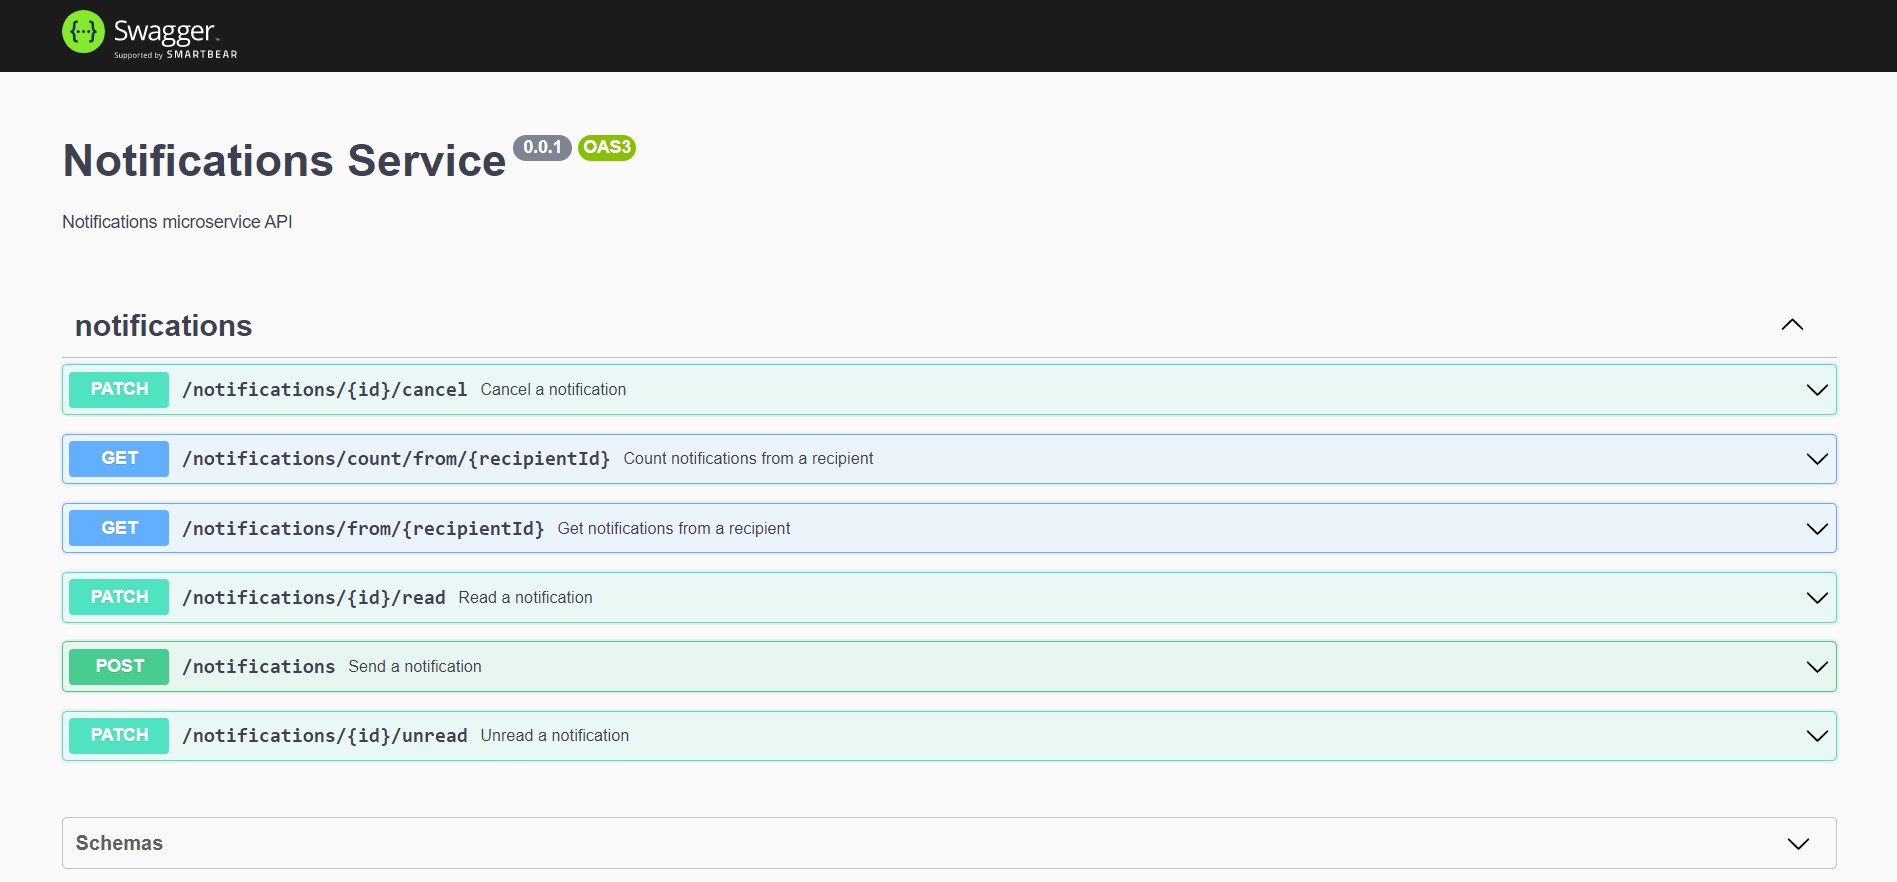 {...} Swagger™
Supported by SMARTBEAR
Notifications Service 0.0.1 OAS3
Notifications microservice API
notifications
PATCH /notifications/{id}/cancel Cancel a notification
GET /notifications/count/from/{recipientId} Count notifications from a recipient
GET /notifications/from/{recipientId} Get notifications from a recipient
PATCH /notifications/{id}/read Read a notification
POST /notifications Send a notification
PATCH /notifications/{id}/unread Unread a notification
Schemas